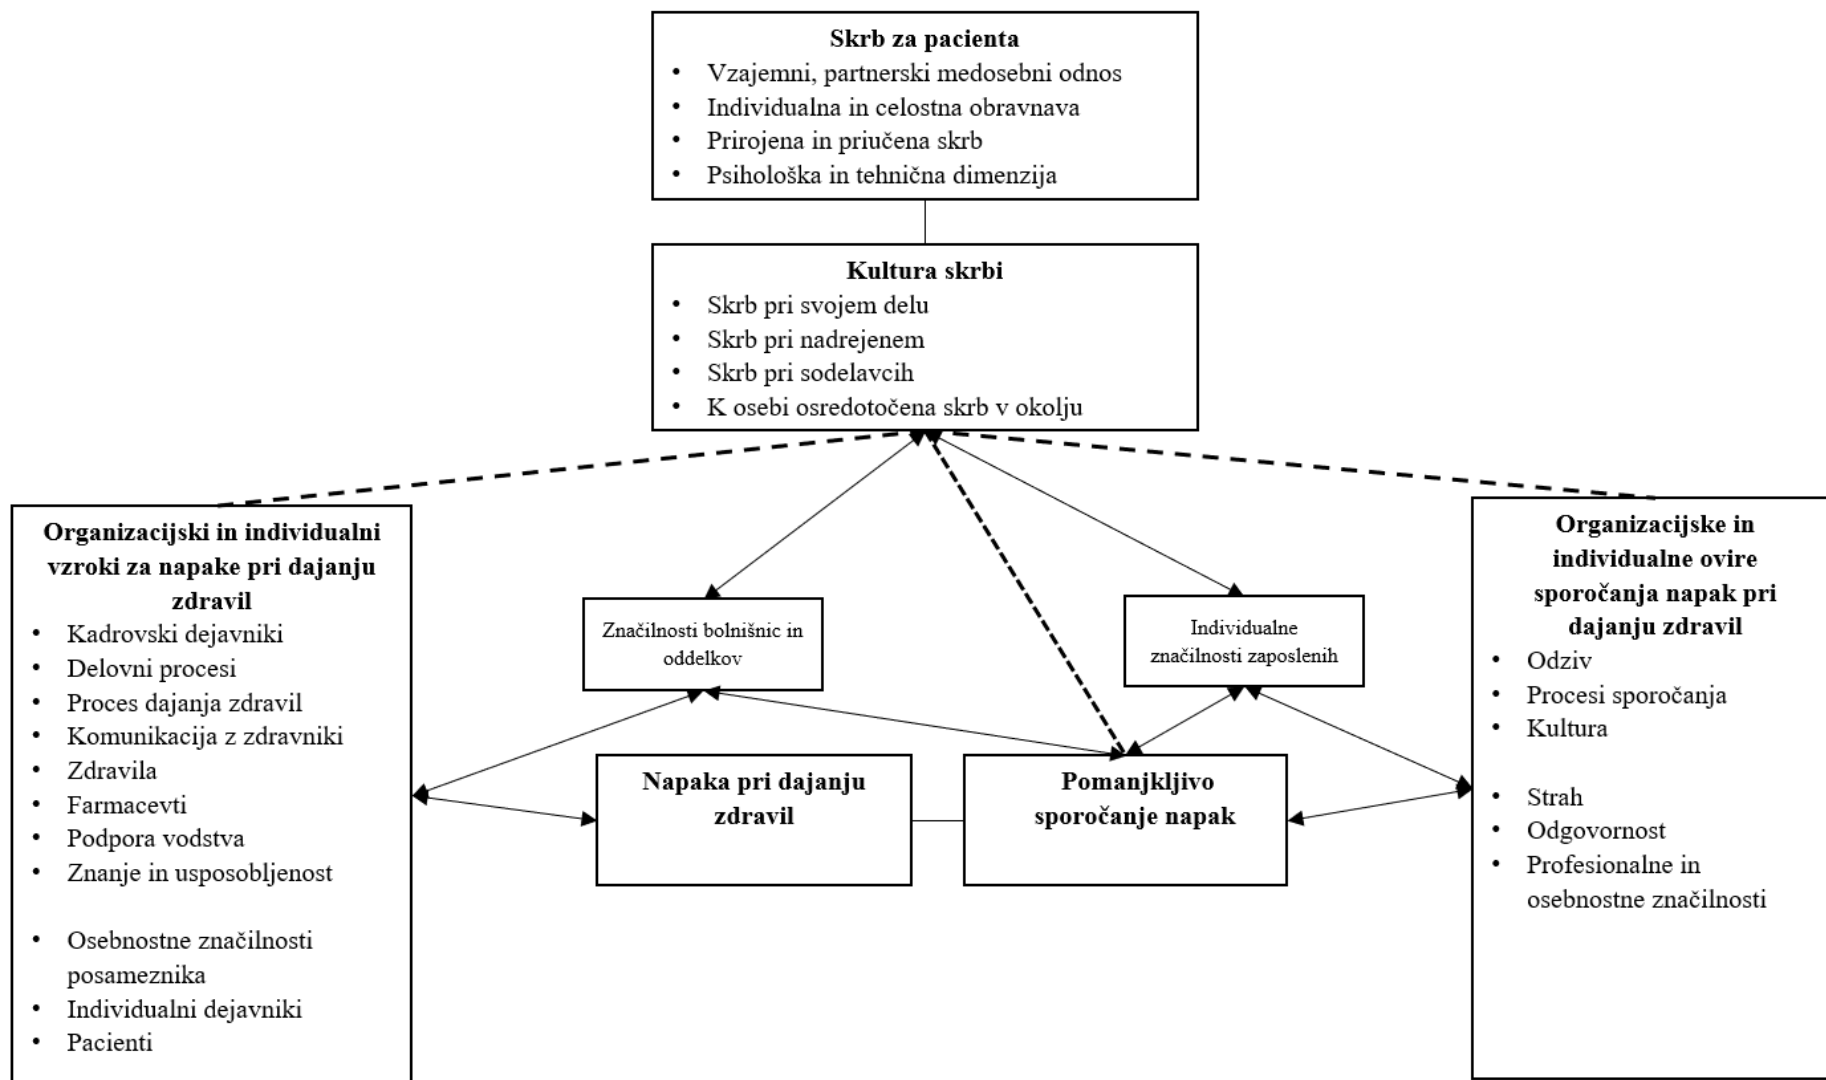 Skrb za pacienta
• Vzajemni, partnerski medosebni odnos
• Individualna in celostna obravnava
• Prirojena in priučena skrb
• Psihološka in tehnična dimenzija
Kultura skrbi
• Skrb pri svojem delu
• Skrb pri nadrejenem
• Skrb pri sodelavcih
• K osebi osredotočena skrb v okolju
Organizacijski in individualni
vzroki za napake pri dajanju
zdravil
• Kadrovski dejavniki
• Delovni procesi
• Proces dajanja zdravil
• Komunikacija z zdravniki
• Zdravila
• Farmacevti
• Podpora vodstva
• Znanje in usposobljenost
• Osebnostne značilnosti
posameznika
• Individualni dejavniki
• Pacienti
Značilnosti bolnišnic in
oddelkov
Individualne
značilnosti zaposlenih
Napaka pri dajanju
zdravil
Pomanjkljivo
sporočanje napak
Organizacijske in
individualne ovire
sporočanja napak pri
dajanju zdravil
• Odziv
• Procesi sporočanja
• Kultura
• Strah
• Odgovornost
• Profesionalne in
osebnostne značilnosti